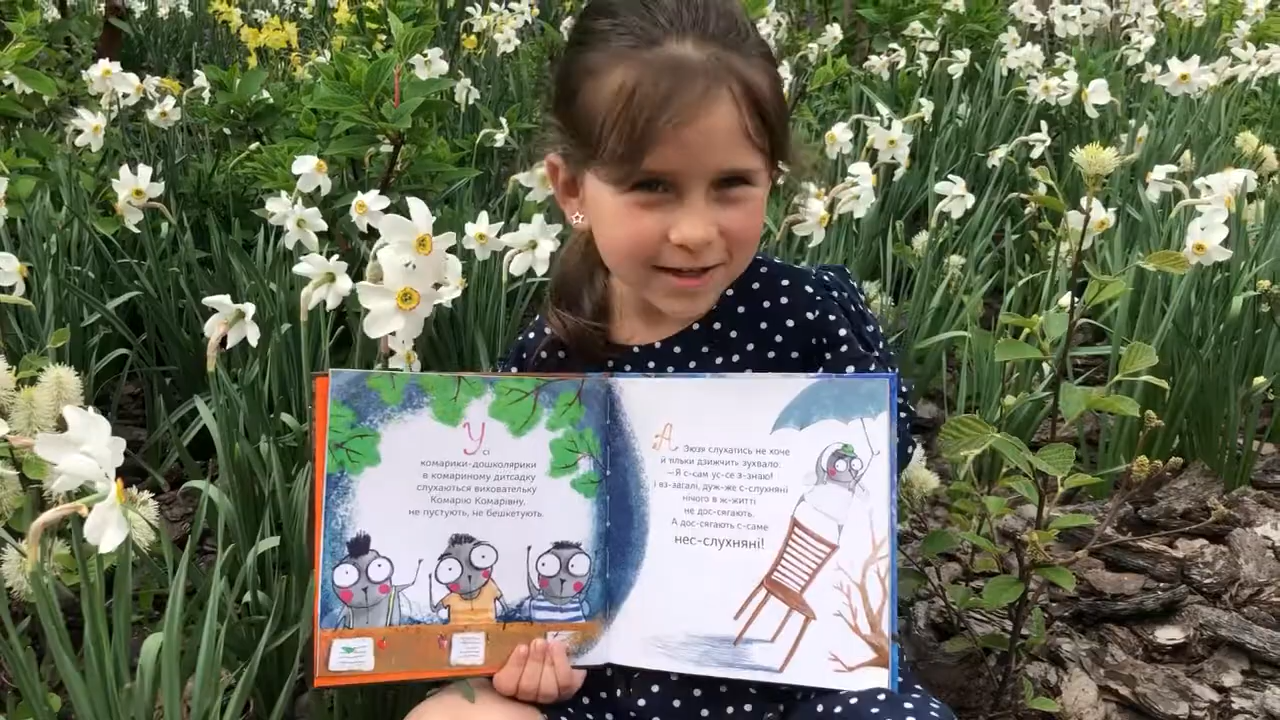 Усі
комарики-дошколярики
в комариному дитсадку
слухаються виховательку
Комарію Комарівну,
не пустують, не бешкетують.
А Зюзя слухатись не хоче
й тільки дзижчить зухвало:
– Я с-сам ус-се з-знаю!
І вз-загалі, дуж-же с-слухняні
нічого в ж-житті
не дос-сягають.
А дос-сягають с-саме
нес-слухняні!